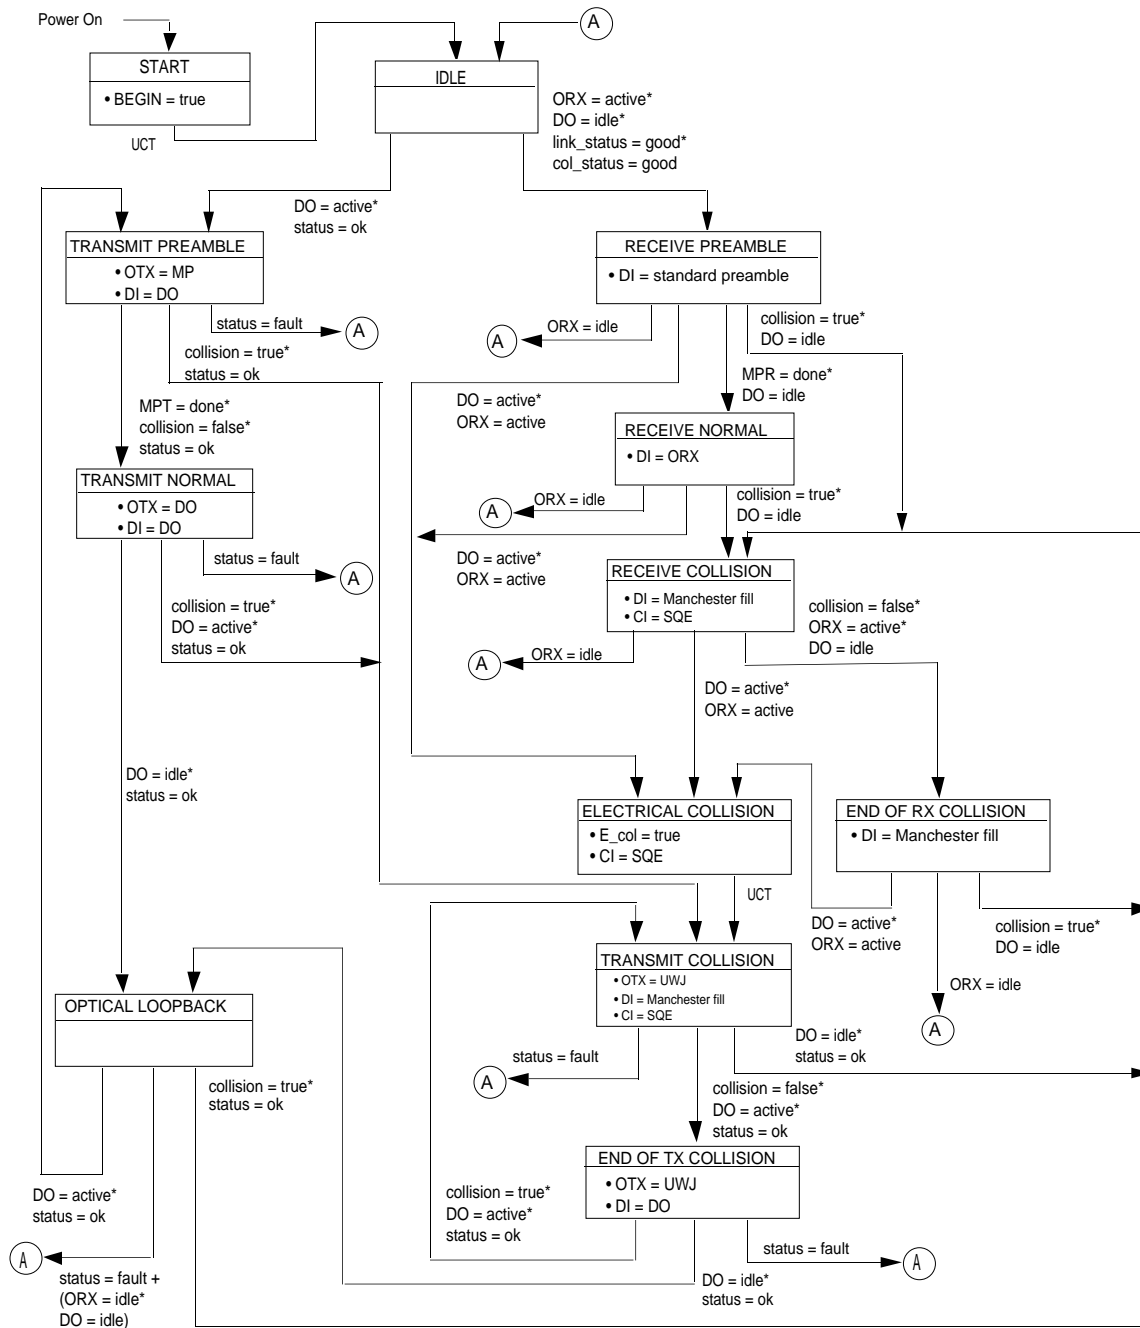 Power On
A
START
• BEGIN = true
UCT
IDLE
ORX = active*
DO = idle*
link_status = good*
col_status = good
DO = active*
status = ok
TRANSMIT PREAMBLE
• OTX = MP
• DI = DO
status = fault
A
collision = true*
status = ok
MPT = done*
collision = false*
status = ok
RECEIVE PREAMBLE
• DI = standard preamble
ORX = idle
A
collision = true*
DO = idle
MPR = done*
DO = idle
DO = active*
ORX = active
RECEIVE NORMAL
• DI = ORX
ORX = idle
A
collision = true*
DO = idle
DO = active*
ORX = active
TRANSMIT NORMAL
• OTX = DO
• DI = DO
status = fault
A
collision = true*
DO = active*
status = ok
RECEIVE COLLISION
• DI = Manchester fill
• CI = SQE
ORX = idle
A
collision = false*
ORX = active*
DO = idle
DO = active*
ORX = active
DO = idle*
status = ok
ELECTRICAL COLLISION
• E_col = true
• CI = SQE
UCT
END OF RX COLLISION
• DI = Manchester fill
DO = active*
ORX = active
collision = true*
DO = idle
ORX = idle
A
TRANSMIT COLLISION
• OTX = UWJ
• DI = Manchester fill
• CI = SQE
status = fault
A
DO = idle*
status = ok
collision = false*
DO = active*
status = ok
OPTICAL LOOPBACK
collision = true*
status = ok
DO = active*
status = ok
A
status = fault +
(ORX = idle*
DO = idle)
END OF TX COLLISION
• OTX = UWJ
• DI = DO
collision = true*
DO = active*
status = ok
status = fault
A
DO = idle*
status = ok